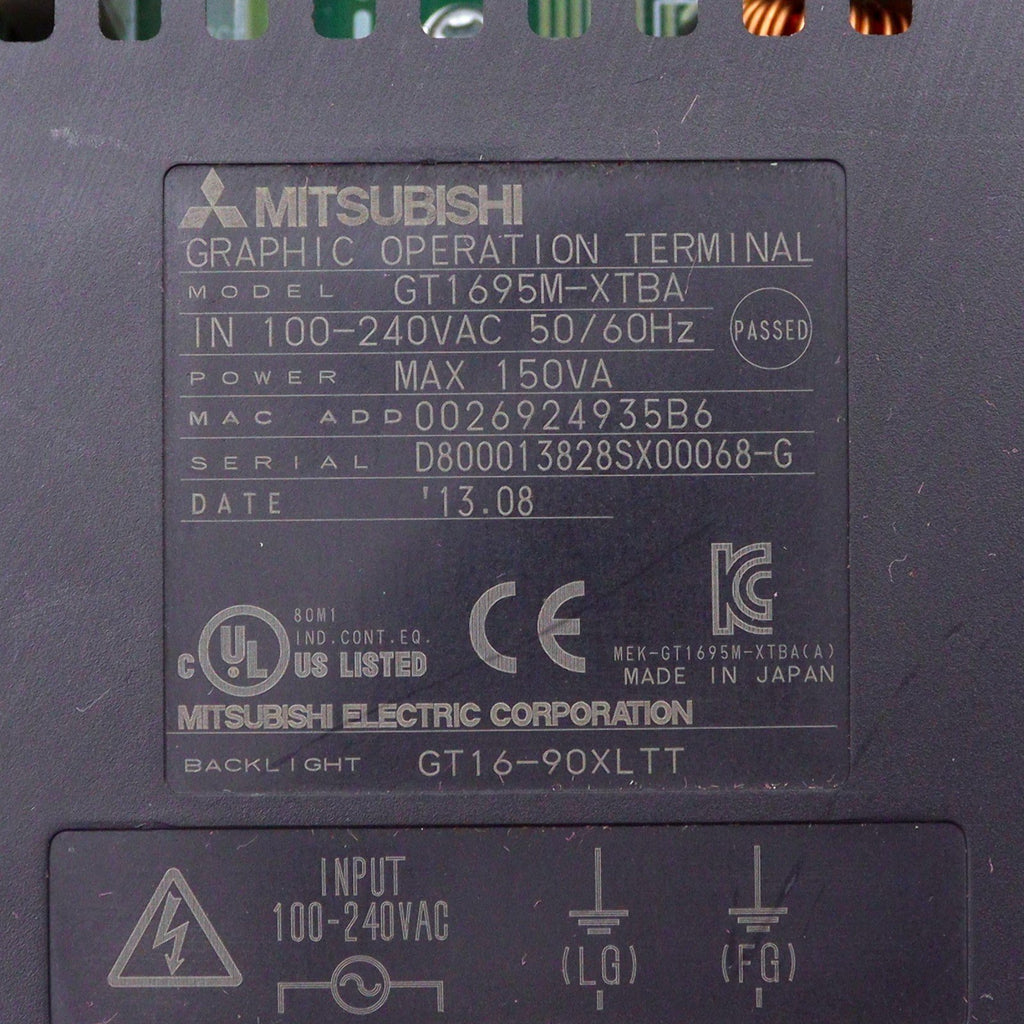 MITSUBISHI
GRAPHIC OPERATION TERMINAL
MODEL GT1695M-XTBA
IN 100-240VAC 50/60Hz
PASSED
POWER MAX 150VA
MAC ADD 0026924935B6
SERIAL D800013828SX00068-G
DATE '13.08
C UL US LISTED
80M1
IND.CONT.EQ.
CE
KC
MEK-GT1695M-XTBA(A)
MADE IN JAPAN
MITSUBISHI ELECTRIC CORPORATION
BACKLIGHT GT16-90XLTT
INPUT
100-240VAC
(LG)
(FG)